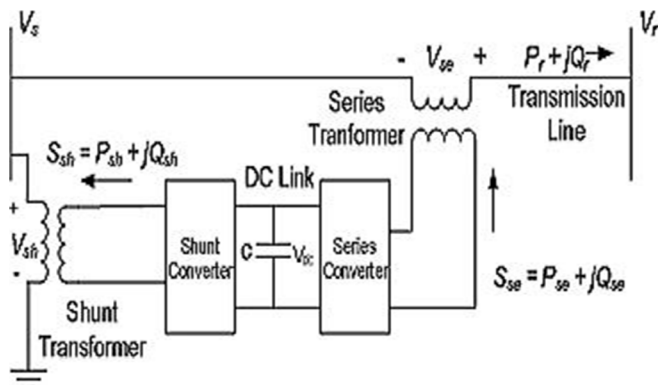 Vs
Vr
- Vse +
Pr + jQr
Series
Tranformer
Transmission
Line
Ssh = Psh + jQsh
DC Link
+
Vsh
-
Shunt
Converter
C
Vdc
Series
Converter
Sse = Pse + jQse
Shunt
Transformer